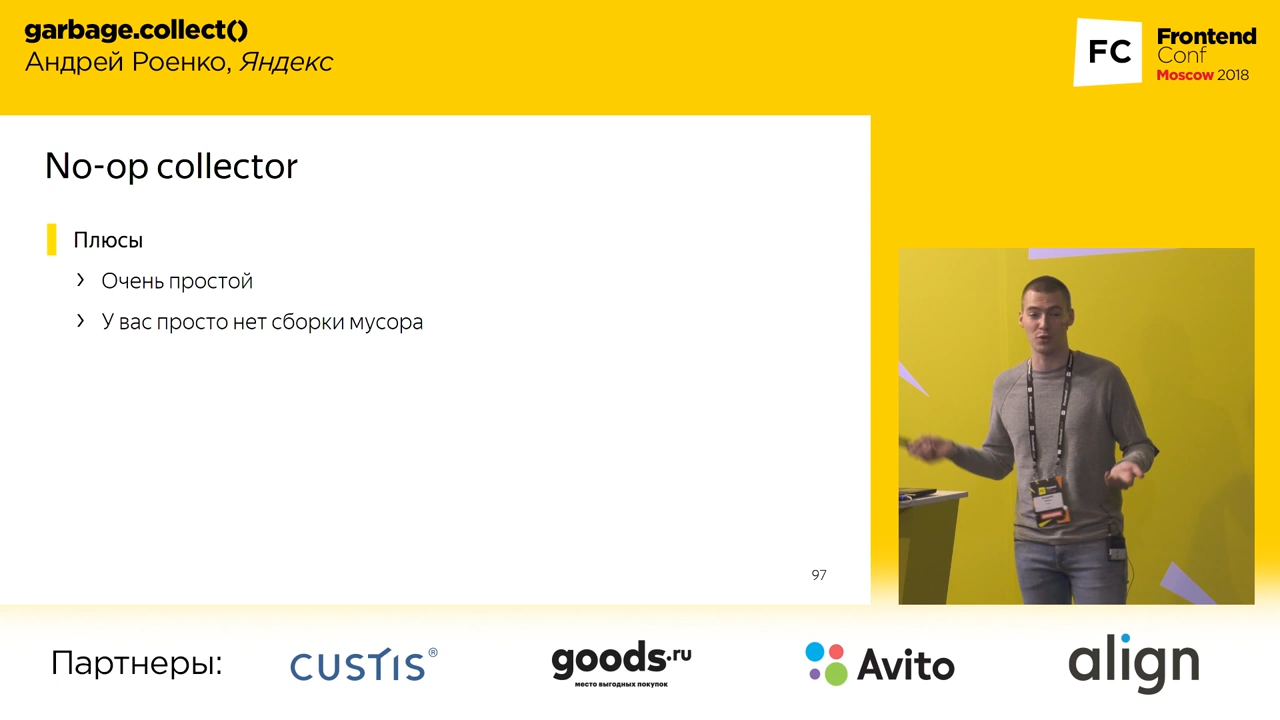 garbage.collect()
Андрей Роенко, Яндекс
FC
Frontend
Conf
Moscow 2018
No-op collector
Плюсы
› Очень простой
› У вас просто нет сборки мусора
97
Партнеры:
CUSTIS®
goods.ru
место выгодных покупок
Avito
align